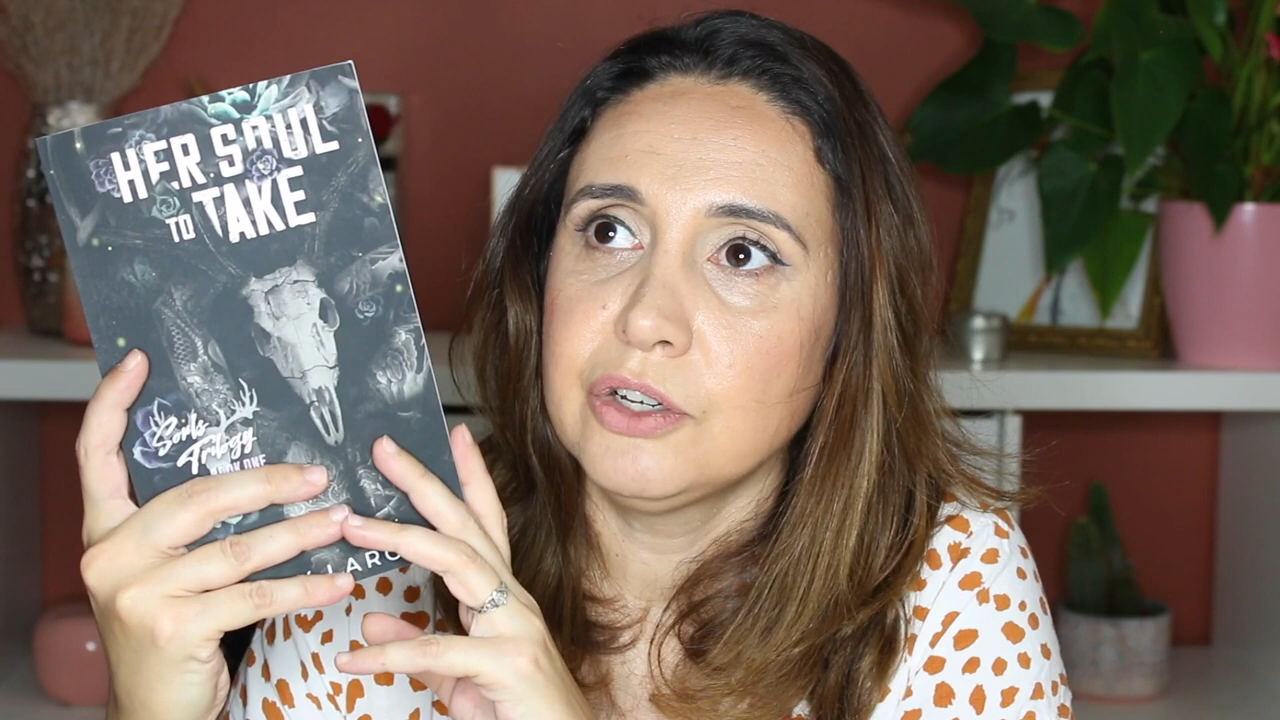 HER SOUL
TO TAKE
Souls
Trilogy
BOOK ONE
LARO